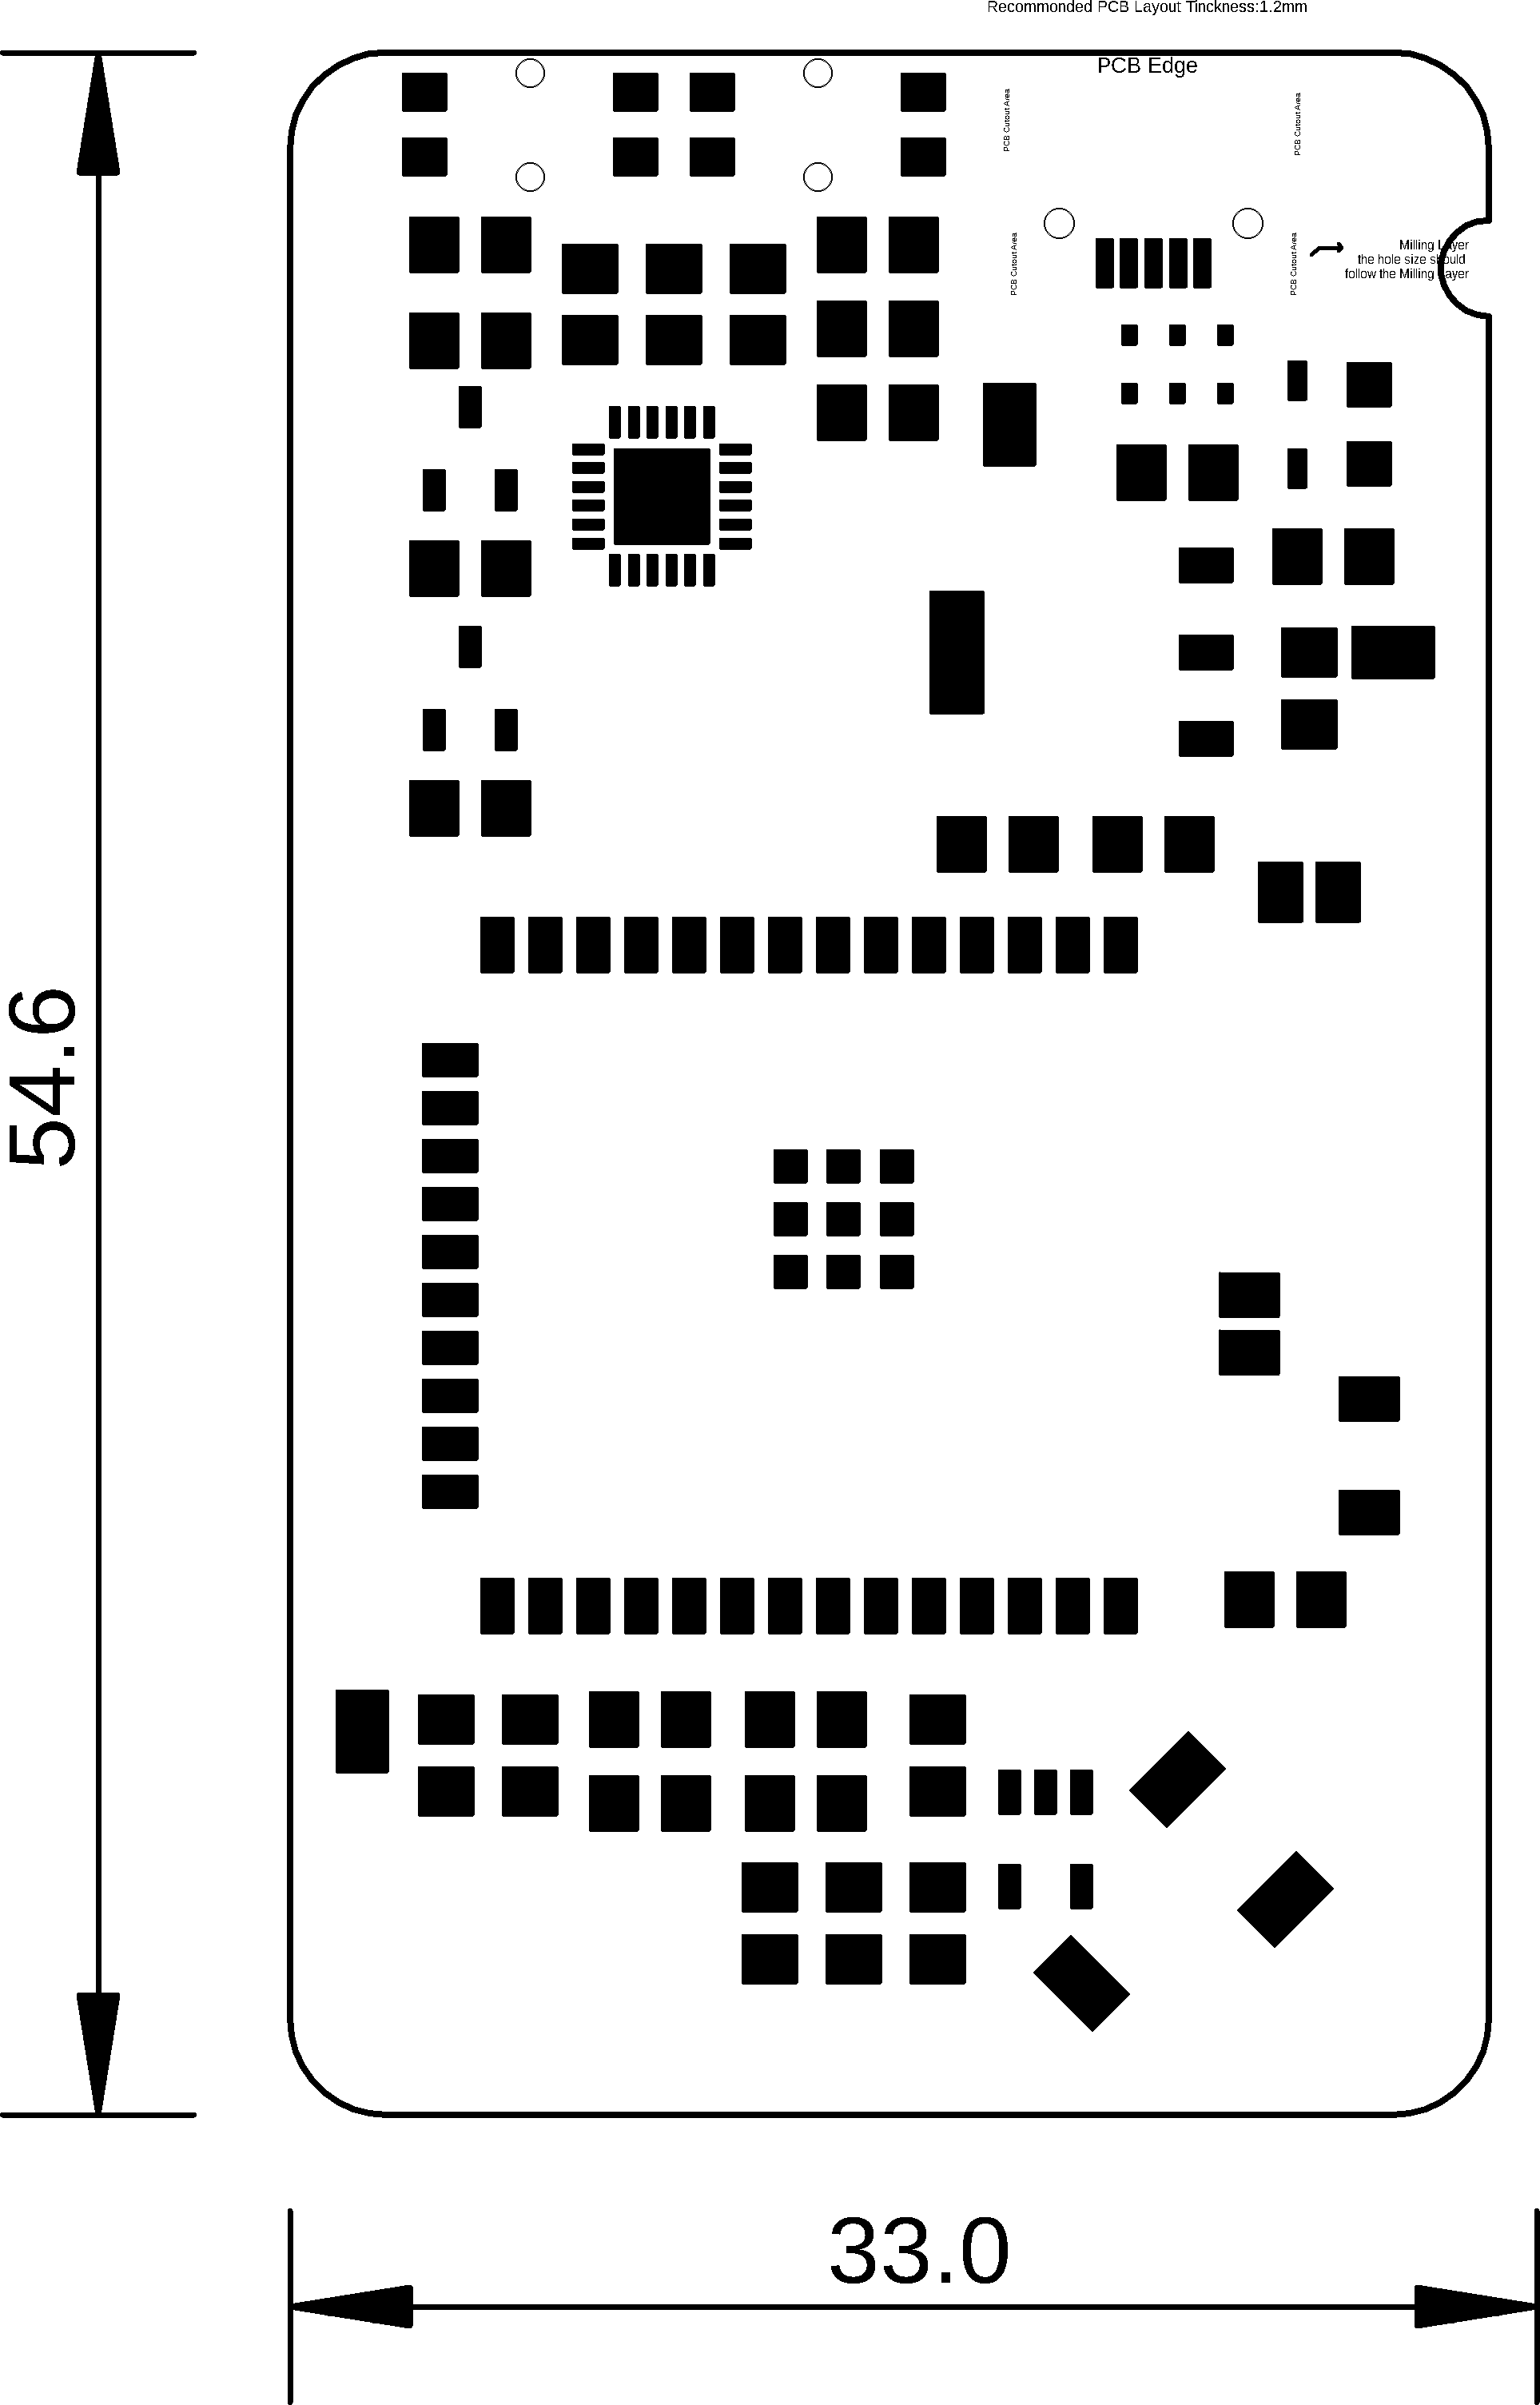 Recommonded PCB Layout Tinckness:1.2mm
PCB Edge
PCB Cutout Area
PCB Cutout Area
PCB Cutout Area
PCB Cutout Area
Milling Layer
the hole size should
follow the Milling Layer
54.6
33.0